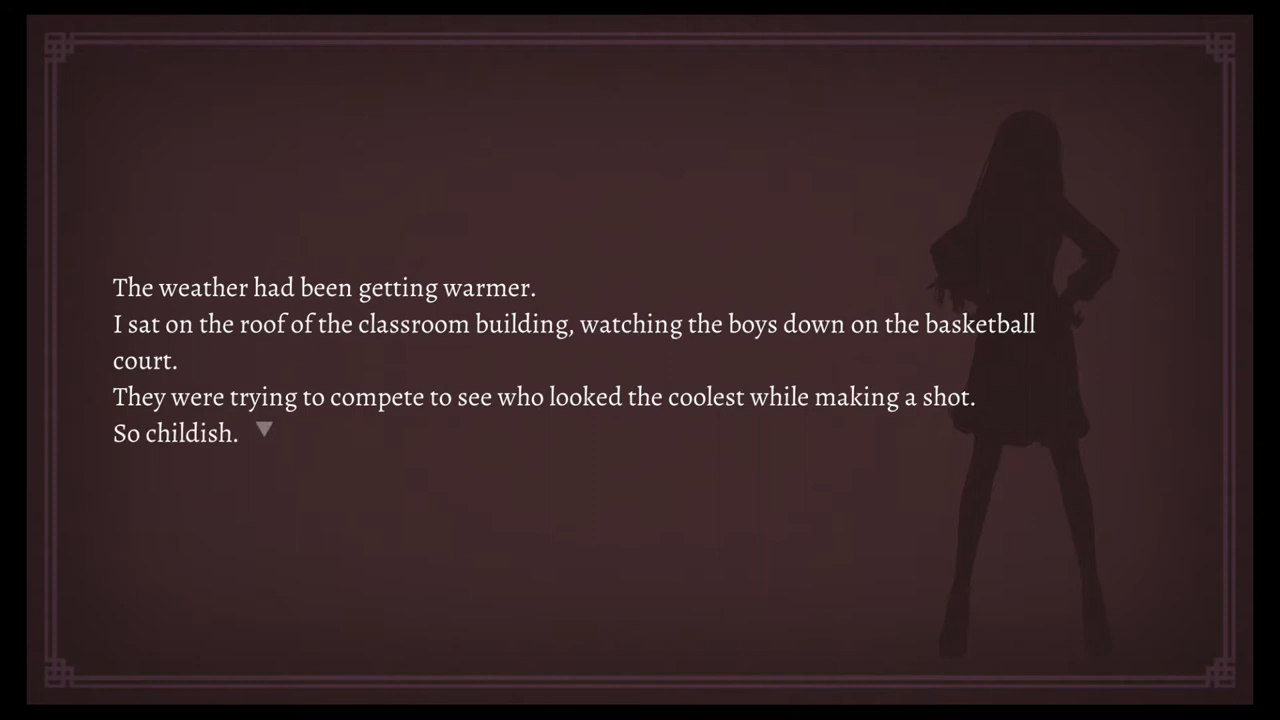 The weather had been getting warmer.
I sat on the roof of the classroom building, watching the boys down on the basketball
court.
They were trying to compete to see who looked the coolest while making a shot.
So childish.